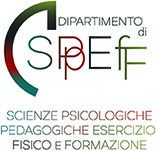 DIPARTIMENTO di
SPPEFF
SCIENZE PSICOLOGICHE
PEDAGOGICHE ESERCIZIO
FISICO e FORMAZIONE